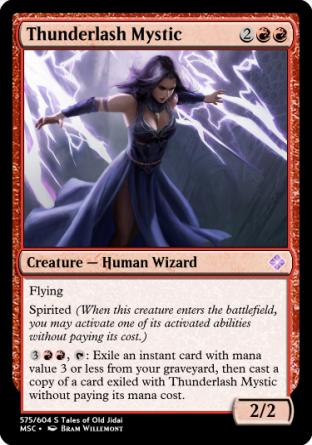 Thunderlash Mystic 2
Creature — Human Wizard
Flying
Spirited (When this creature enters the battlefield,
you may activate one of its activated abilities
without paying its cost.)
3 , : Exile an instant card with mana
value 3 or less from your graveyard, then cast a
copy of a card exiled with Thunderlash Mystic
without paying its mana cost.
575/604 S Tales of Old Jidai
MSC • Bram Willemont
2/2